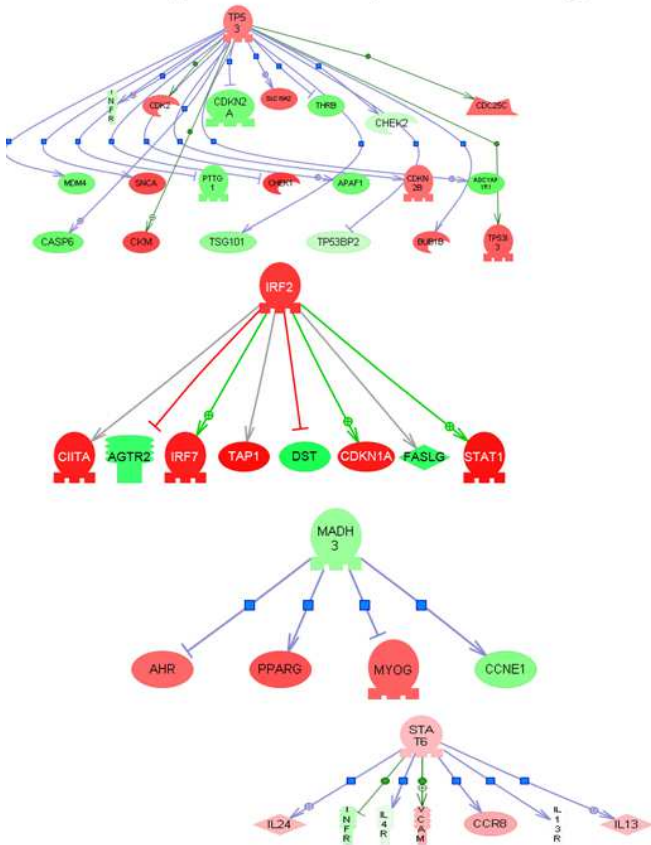 TP5
3
I
N
F
R
CDK2
CDKN2
A
SLC19A2
THRB
CHEK2
CDC25C
MDM4
SNCA
PTTG
1
CHEK1
APAF1
CDKN
2B
ADCYAP
1R1
CASP6
CKM
TSG101
TP53BP2
BUB1B
TP53I
3
IRF2
CIITA
AGTR2
IRF7
TAP1
DST
CDKN1A
FASLG
STAT1
MADH
3
AHR
PPARG
MYOG
CCNE1
STA
T6
IL24
I
N
F
R
IL
4
R
V
C
A
M
CCR8
IL
1
3
R
IL13